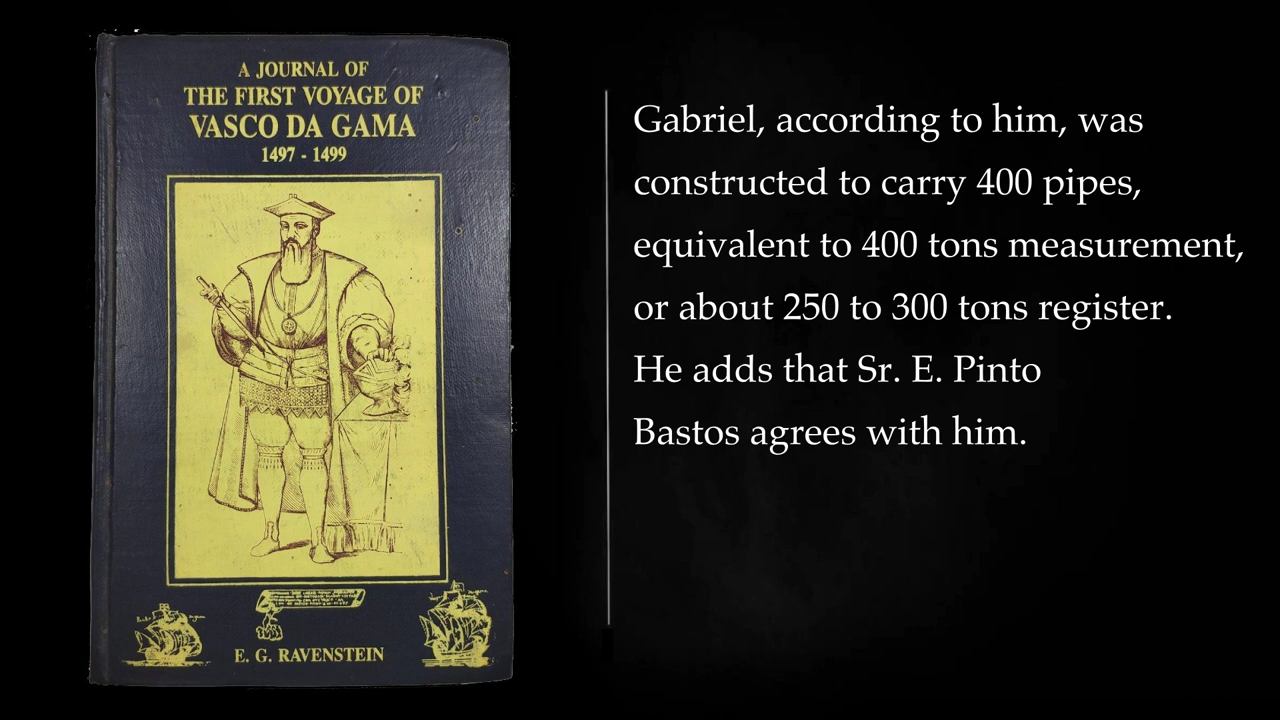 A JOURNAL OF
THE FIRST VOYAGE OF
VASCO DA GAMA
1497 - 1499
E. G. RAVENSTEIN
Gabriel, according to him, was
constructed to carry 400 pipes,
equivalent to 400 tons measurement,
or about 250 to 300 tons register.
He adds that Sr. E. Pinto
Bastos agrees with him.